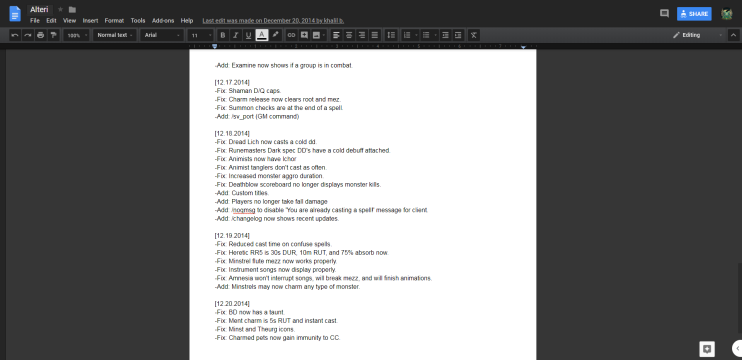 Alteri
File Edit View Insert Format Tools Add-ons Help Last edit was made on December 20, 2014 by khalil b.
SHARE
100% Normal text Arial 11 B I U A Editing
-Add: Examine now shows if a group is in combat.
[12.17.2014]
-Fix: Shaman D/Q caps.
-Fix: Charm release now clears root and mez.
-Fix: Summon checks are at the end of a spell.
-Add: /sv_port (GM command)
[12.18.2014]
-Fix: Dread Lich now casts a cold dd.
-Fix: Runemasters Dark spec DD's have a cold debuff attached.
-Fix: Animists now have Ichor
-Fix: Animist tanglers don't cast as often.
-Fix: Increased monster aggro duration.
-Fix: Deathblow scoreboard no longer displays monster kills.
-Add: Custom titles.
-Add: Players no longer take fall damage
-Add: /noqmsg to disable 'You are already casting a spell!' message for client.
-Add: /changelog now shows recent updates.
[12.19.2014]
-Fix: Reduced cast time on confuse spells.
-Fix: Heretic RR5 is 30s DUR, 10m RUT, and 75% absorb now.
-Fix: Minstrel flute mezz now works properly.
-Fix: Instrument songs now display properly.
-Fix: Amnesia won't interrupt songs, will break mezz, and will finish animations.
-Add: Minstrels may now charm any type of monster.
[12.20.2014]
-Fix: BD now has a taunt.
-Fix: Ment charm is 5s RUT and instant cast.
-Fix: Minst and Theurg icons.
-Fix: Charmed pets now gain immunity to CC